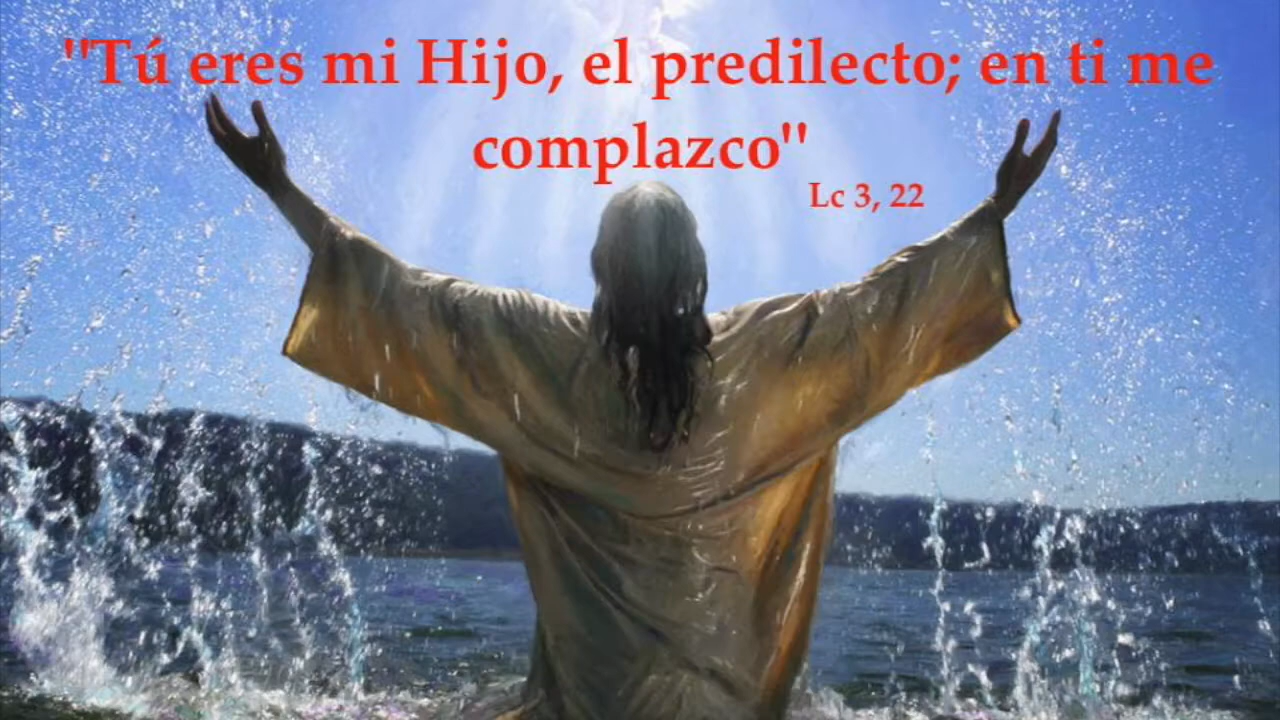 "Tú eres mi Hijo, el predilecto; en ti me
complazco"
Lc 3, 22